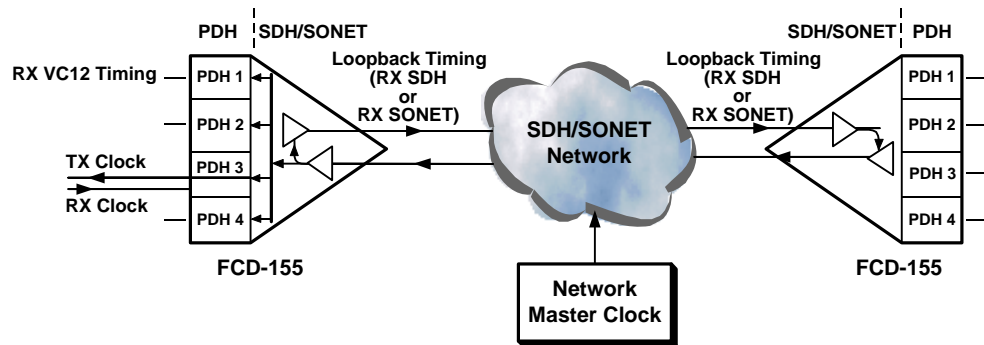 PDH
SDH/SONET
RX VC12 Timing
PDH 1
PDH 2
PDH 3
PDH 4
TX Clock
RX Clock
FCD-155
Loopback Timing
(RX SDH
or
RX SONET)
SDH/SONET
Network
Network
Master Clock
Loopback Timing
(RX SDH
or
RX SONET)
SDH/SONET
PDH
PDH 1
PDH 2
PDH 3
PDH 4
FCD-155